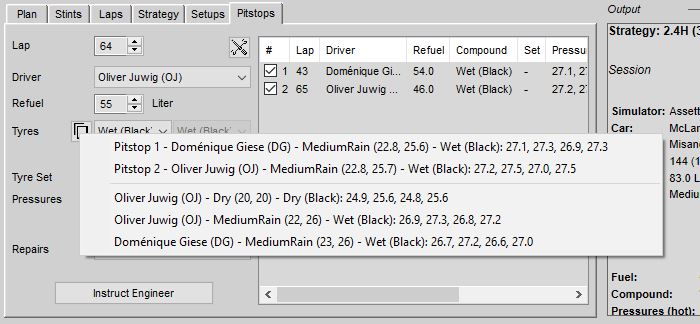 Plan Stints Laps Strategy Setups Pitstops
Output
Lap 64
# Lap Driver Refuel Compound Set Pressu
Strategy: 2.4H (3
Session
Driver Oliver Juwig (OJ)
1 43 Doménique Gi... 54.0 Wet (Black) - 27.1, 27
2 65 Oliver Juwig ... 46.0 Wet (Black) - 27.2, 27
Refuel 55 Liter
Simulator: Assett
Car: McLar
Tyres Wet (Black) Wet (Black)
Pitstop 1 - Doménique Giese (DG) - MediumRain (22.8, 25.6) - Wet (Black): 27.1, 27.3, 26.9, 27.3
Misan
144 (1
Pitstop 2 - Oliver Juwig (OJ) - MediumRain (22.8, 25.7) - Wet (Black): 27.2, 27.5, 27.0, 27.5
83.0 L
Tyre Set
Mediu
Pressures
Oliver Juwig (OJ) - Dry (20, 20) - Dry (Black): 24.9, 25.6, 24.8, 25.6
Oliver Juwig (OJ) - MediumRain (22, 26) - Wet (Black): 26.9, 27.3, 26.8, 27.2
Doménique Giese (DG) - MediumRain (23, 26) - Wet (Black): 26.7, 27.2, 26.6, 27.0
Repairs
Fuel:
Instruct Engineer
Compound:
Pressures (hot):